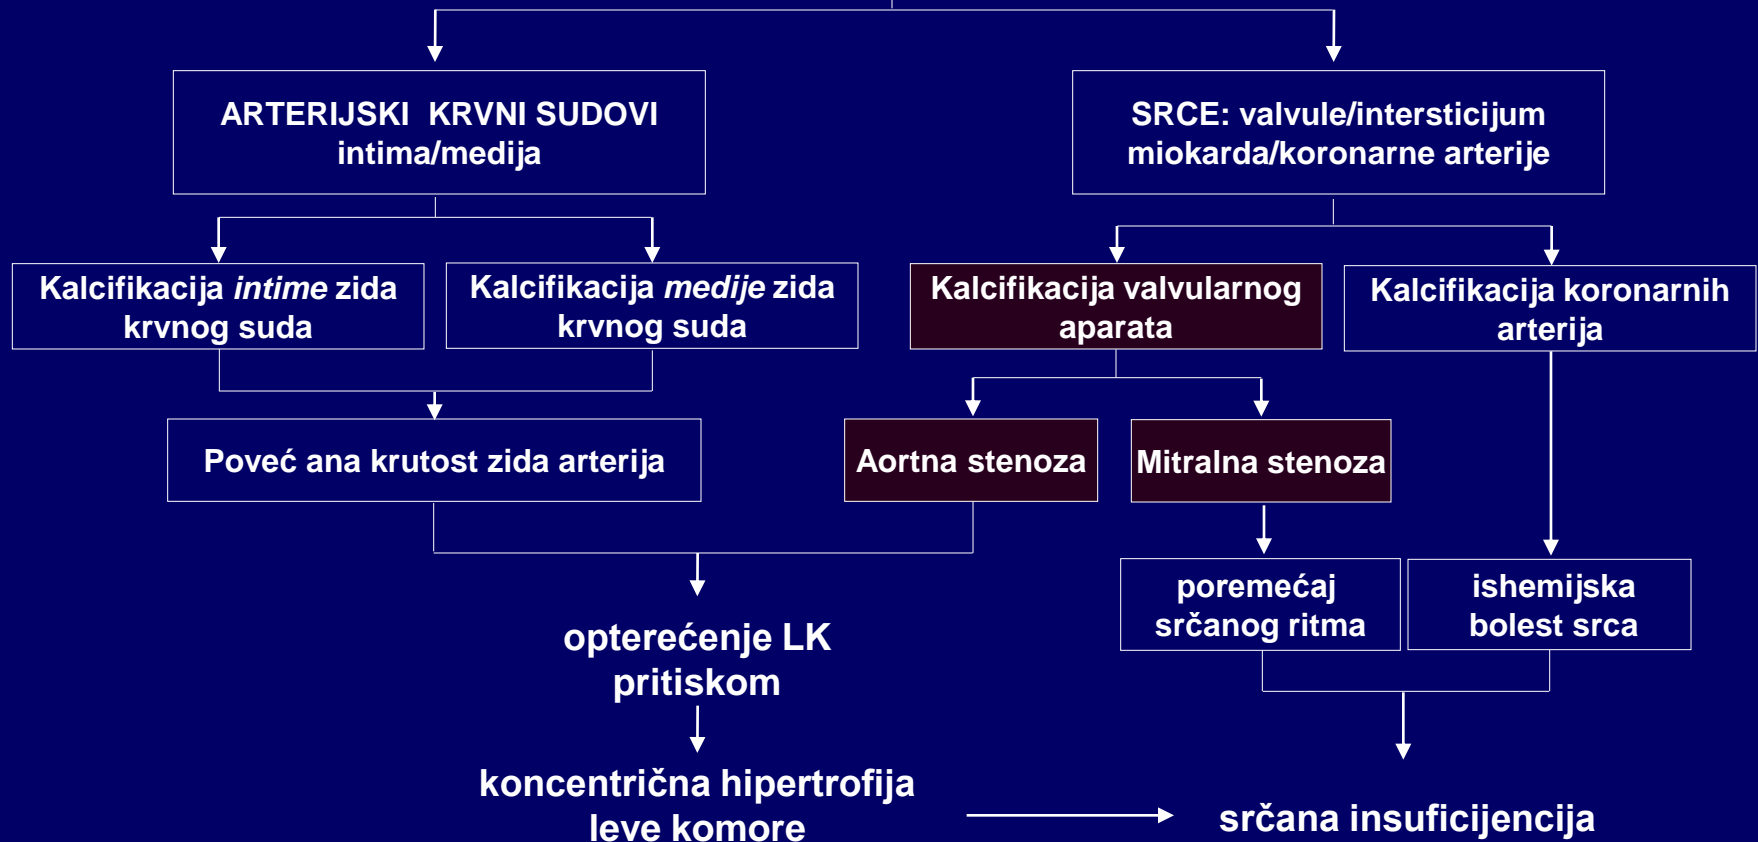 ARTERIJSKI KRVNI SUDOVI
intima/medija
SRCE: valvule/intersticijum
miokarda/koronarne arterije
Kalcifikacija intime zida
krvnog suda
Kalcifikacija medije zida
krvnog suda
Kalcifikacija valvularnog
aparata
Kalcifikacija koronarnih
arterija
Poveć ana krutost zida arterija
Aortna stenoza
Mitralna stenoza
poremećaj
srčanog ritma
ishemijska
bolest srca
opterećenje LK
pritiskom
koncentrična hipertrofija
leve komore
srčana insuficijencija